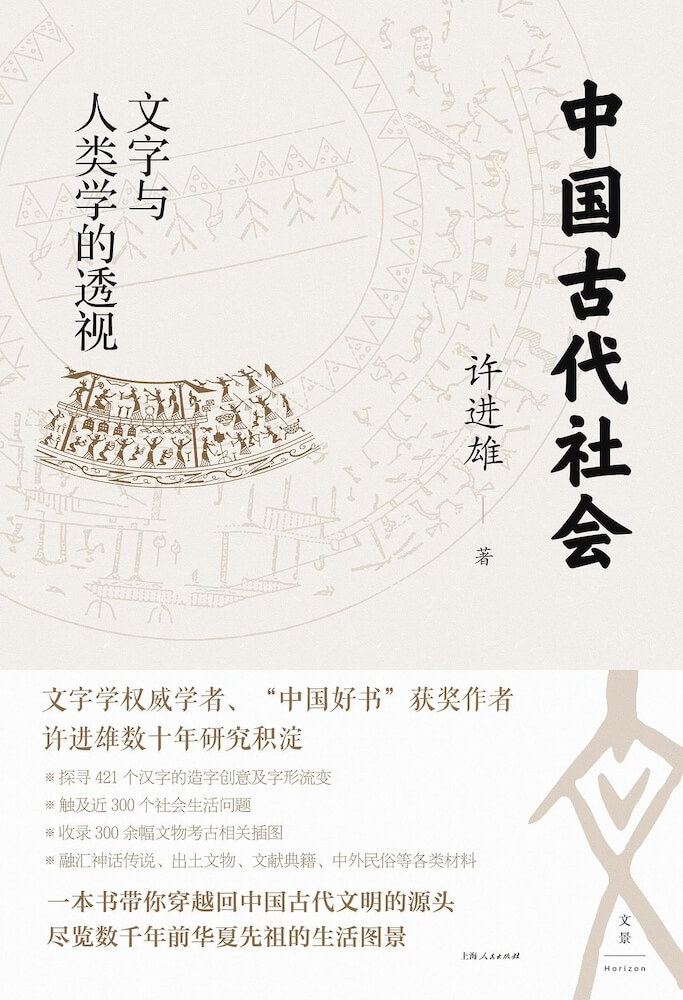 中国古代社会
文字与
人类学的透视
许进雄
著
文字学权威学者、“中国好书”获奖作者
许进雄数十年研究积淀
※ 探寻 421 个汉字的造字创意及字形流变
※ 触及近 300 个社会生活问题
※ 收录 300 余幅文物考古相关插图
※ 融汇神话传说、出土文物、文献典籍、中外民俗等各类材料
一本书带你穿越回中国古代文明的源头
尽览数千年前华夏先祖的生活图景
上海人民出版社
文景
Horizon